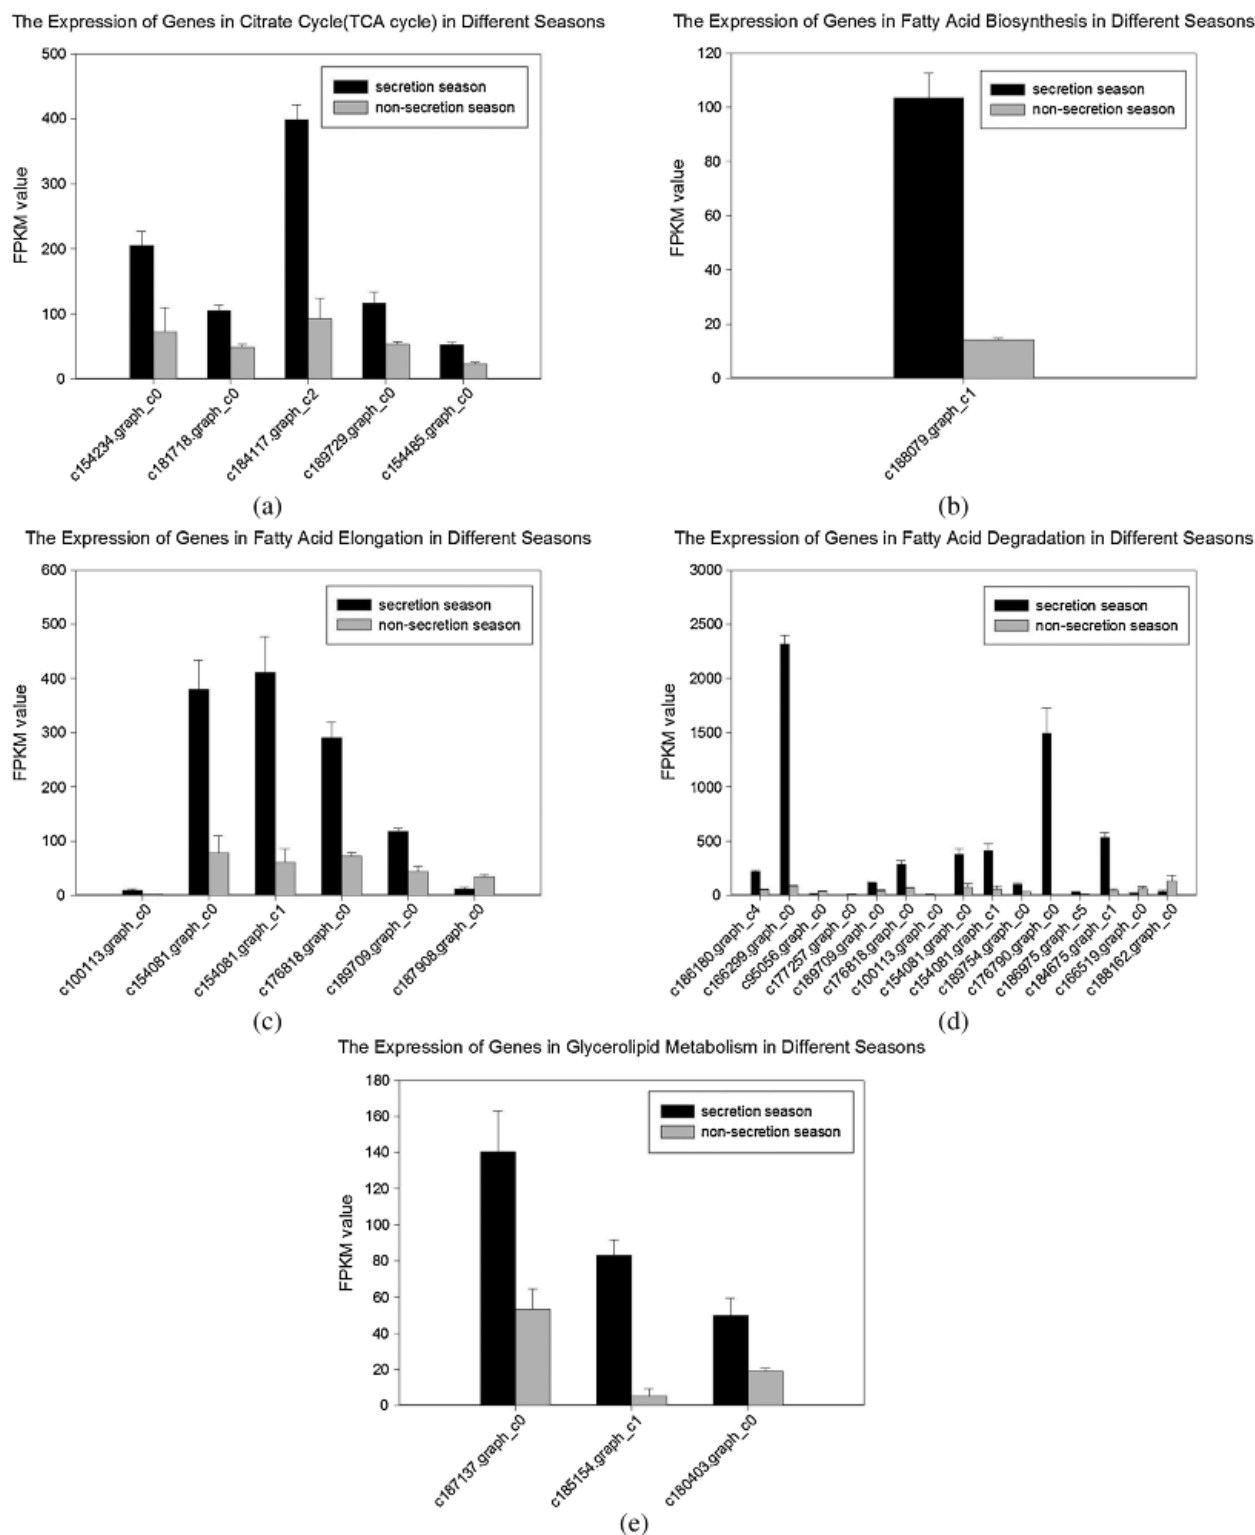 The Expression of Genes in Citrate Cycle(TCA cycle) in Different Seasons
500
400
300
200
100
0
FPKM value
secretion season
non-secretion season
c154234.graph_c0
c181718.graph_c0
c184117.graph_c2
c189729.graph_c0
c154485.graph_c0
(a)
The Expression of Genes in Fatty Acid Biosynthesis in Different Seasons
120
100
80
60
40
20
0
FPKM value
secretion season
non-secretion season
c188079.graph_c1
(b)
The Expression of Genes in Fatty Acid Elongation in Different Seasons
600
500
400
300
200
100
0
FPKM value
secretion season
non-secretion season
c100113.graph_c0
c154081.graph_c0
c154081.graph_c1
c176818.graph_c0
c189709.graph_c0
c187908.graph_c0
(c)
The Expression of Genes in Fatty Acid Degradation in Different Seasons
3000
2500
2000
1500
1000
500
0
FPKM value
secretion season
non-secretion season
c186180.graph_c4
c166299.graph_c0
c95056.graph_c0
c177257.graph_c0
c189709.graph_c0
c176818.graph_c0
c100113.graph_c0
c154081.graph_c0
c154081.graph_c1
c189754.graph_c0
c176790.graph_c0
c186975.graph_c5
c184675.graph_c1
c166519.graph_c0
c188162.graph_c0
(d)
The Expression of Genes in Glycerolipid Metabolism in Different Seasons
180
160
140
120
100
80
60
40
20
0
FPKM value
secretion season
non-secretion season
c187137.graph_c0
c185154.graph_c1
c180403.graph_c0
(e)